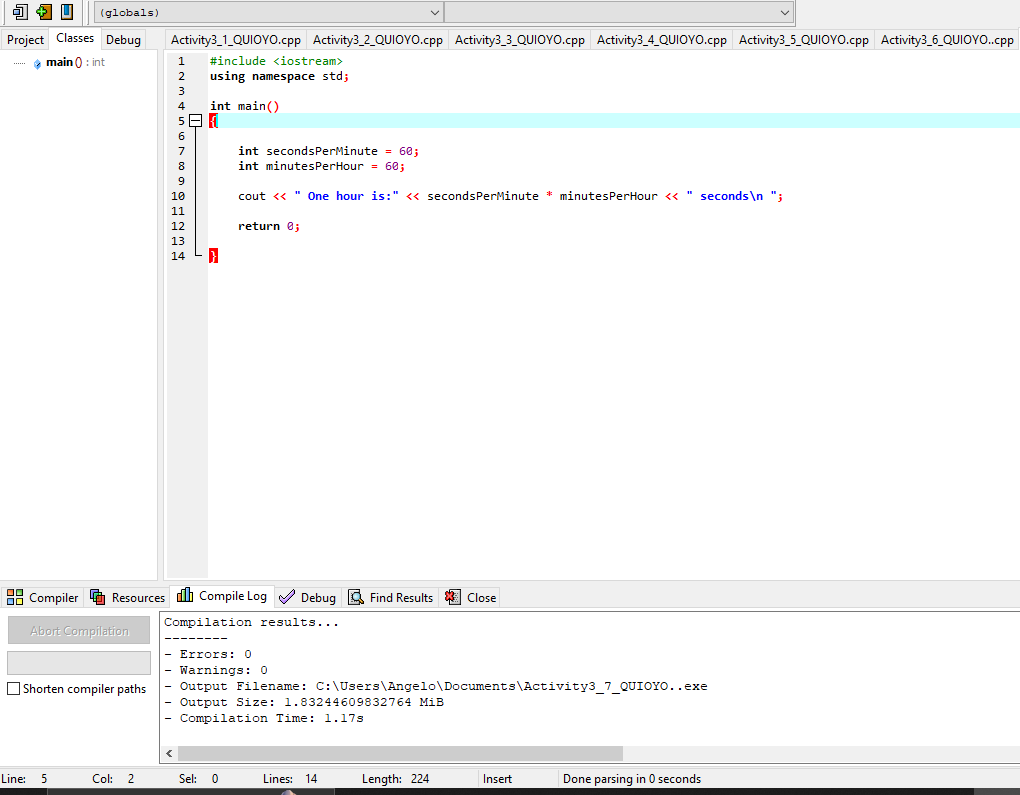 (globals)
Project Classes Debug
Activity3_1_QUIOYO.cpp Activity3_2_QUIOYO.cpp Activity3_3_QUIOYO.cpp Activity3_4_QUIOYO.cpp Activity3_5_QUIOYO.cpp Activity3_6_QUIOYO..cpp
main () : int
1 #include <iostream>
2 using namespace std;
3
4 int main()
5 {
6
7 int secondsPerMinute = 60;
8 int minutesPerHour = 60;
9
10 cout << " One hour is:" << secondsPerMinute * minutesPerHour << " seconds\n ";
11
12 return 0;
13
14 }
Compiler Resources Compile Log Debug Find Results Close
Abort Compilation
Shorten compiler paths
Compilation results...
--------
- Errors: 0
- Warnings: 0
- Output Filename: C:\Users\Angelo\Documents\Activity3_7_QUIOYO..exe
- Output Size: 1.83244609832764 MiB
- Compilation Time: 1.17s
Line: 5 Col: 2 Sel: 0 Lines: 14 Length: 224 Insert Done parsing in 0 seconds